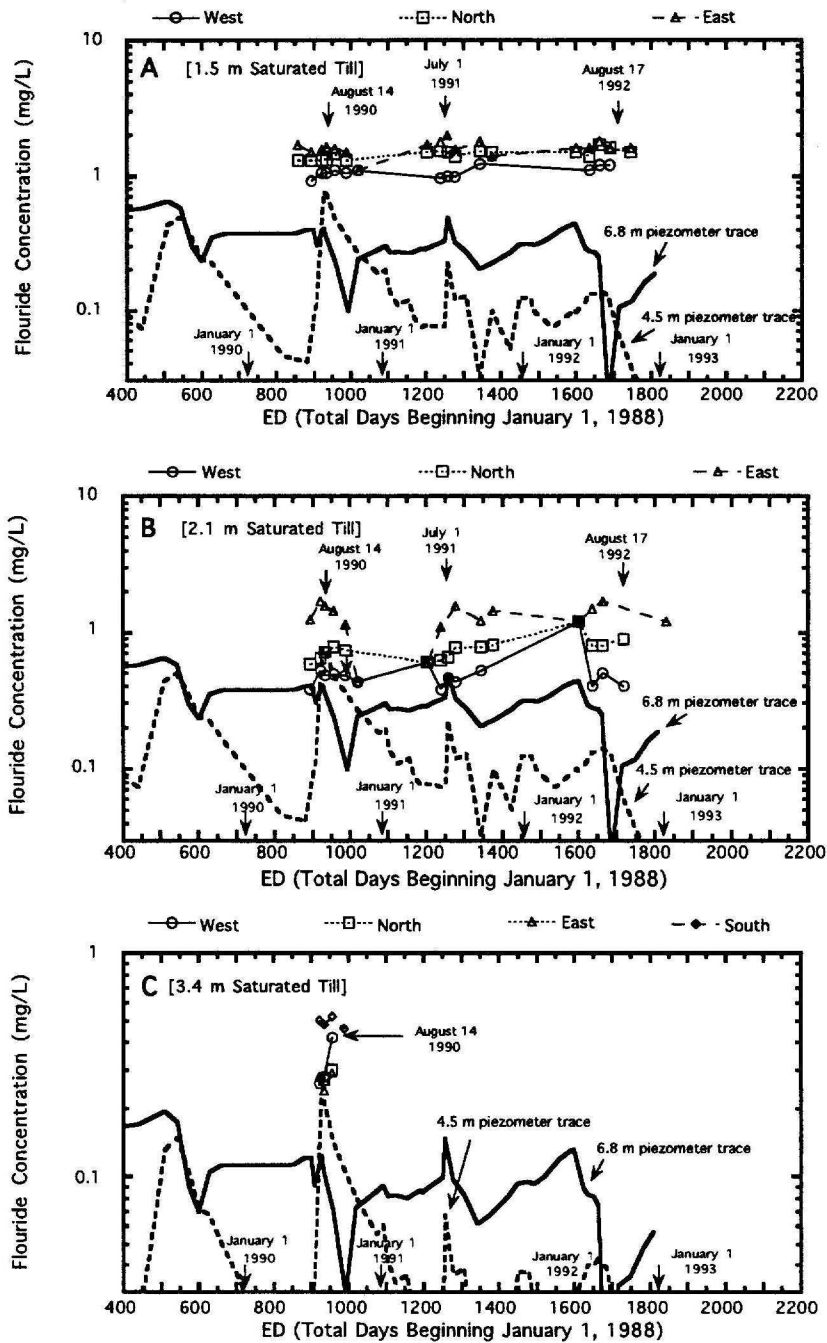 West North East
Flouride Concentration (mg/L)
10
1
0.1
A [1.5 m Saturated Till]
August 14
1990
July 1
1991
August 17
1992
6.8 m piezometer trace
4.5 m piezometer trace
January 1
1990
January 1
1991
January 1
1992
January 1
1993
400 600 800 1000 1200 1400 1600 1800 2000 2200
ED (Total Days Beginning January 1, 1988)
West North East
Flouride Concentration (mg/L)
10
1
0.1
B [2.1 m Saturated Till]
August 14
1990
July 1
1991
August 17
1992
6.8 m piezometer trace
4.5 m piezometer trace
January 1
1990
January 1
1991
January 1
1992
January 1
1993
400 600 800 1000 1200 1400 1600 1800 2000 2200
ED (Total Days Beginning January 1, 1988)
West North East South
Flouride Concentration (mg/L)
1
0.1
C [3.4 m Saturated Till]
August 14
1990
4.5 m piezometer trace
6.8 m piezometer trace
January 1
1990
January 1
1991
January 1
1992
January 1
1993
400 600 800 1000 1200 1400 1600 1800 2000 2200
ED (Total Days Beginning January 1, 1988)